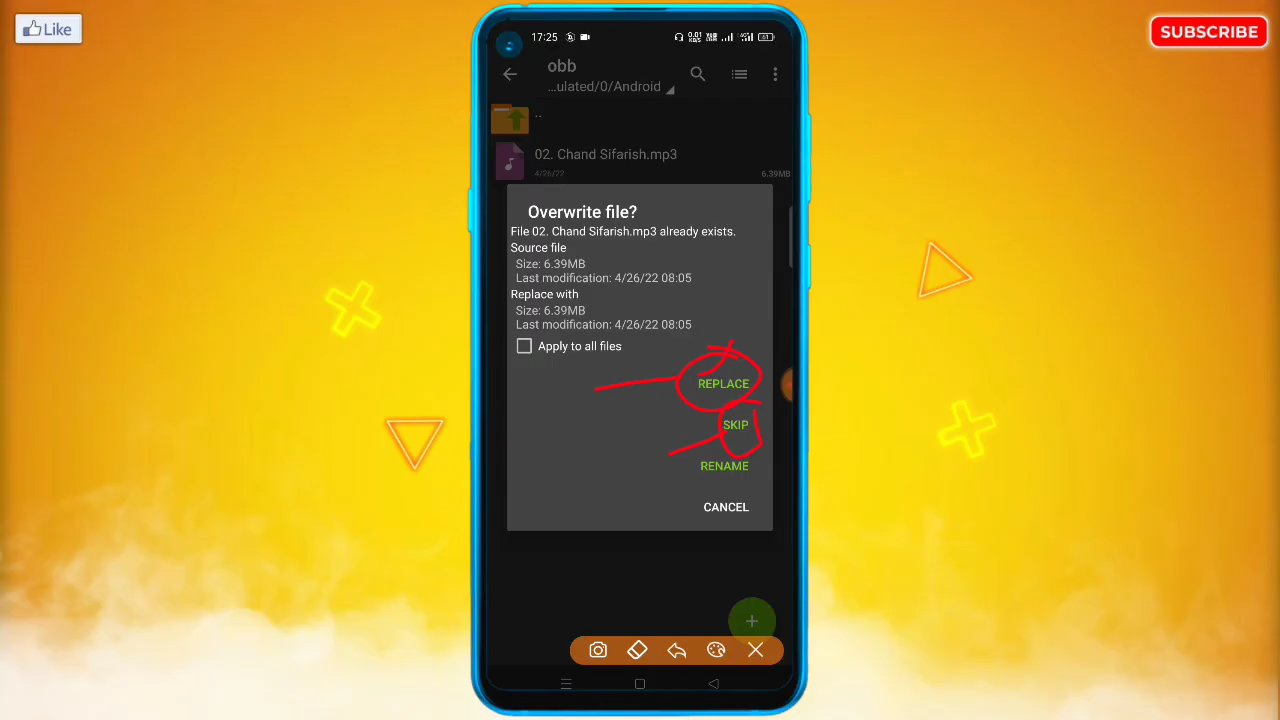 Like
SUBSCRIBE
17:25
obb
...ulated/0/Android
..
02. Chand Sifarish.mp3
4/26/22
6.39MB
Overwrite file?
File 02. Chand Sifarish.mp3 already exists.
Source file
Size: 6.39MB
Last modification: 4/26/22 08:05
Replace with
Size: 6.39MB
Last modification: 4/26/22 08:05
Apply to all files
REPLACE
SKIP
RENAME
CANCEL